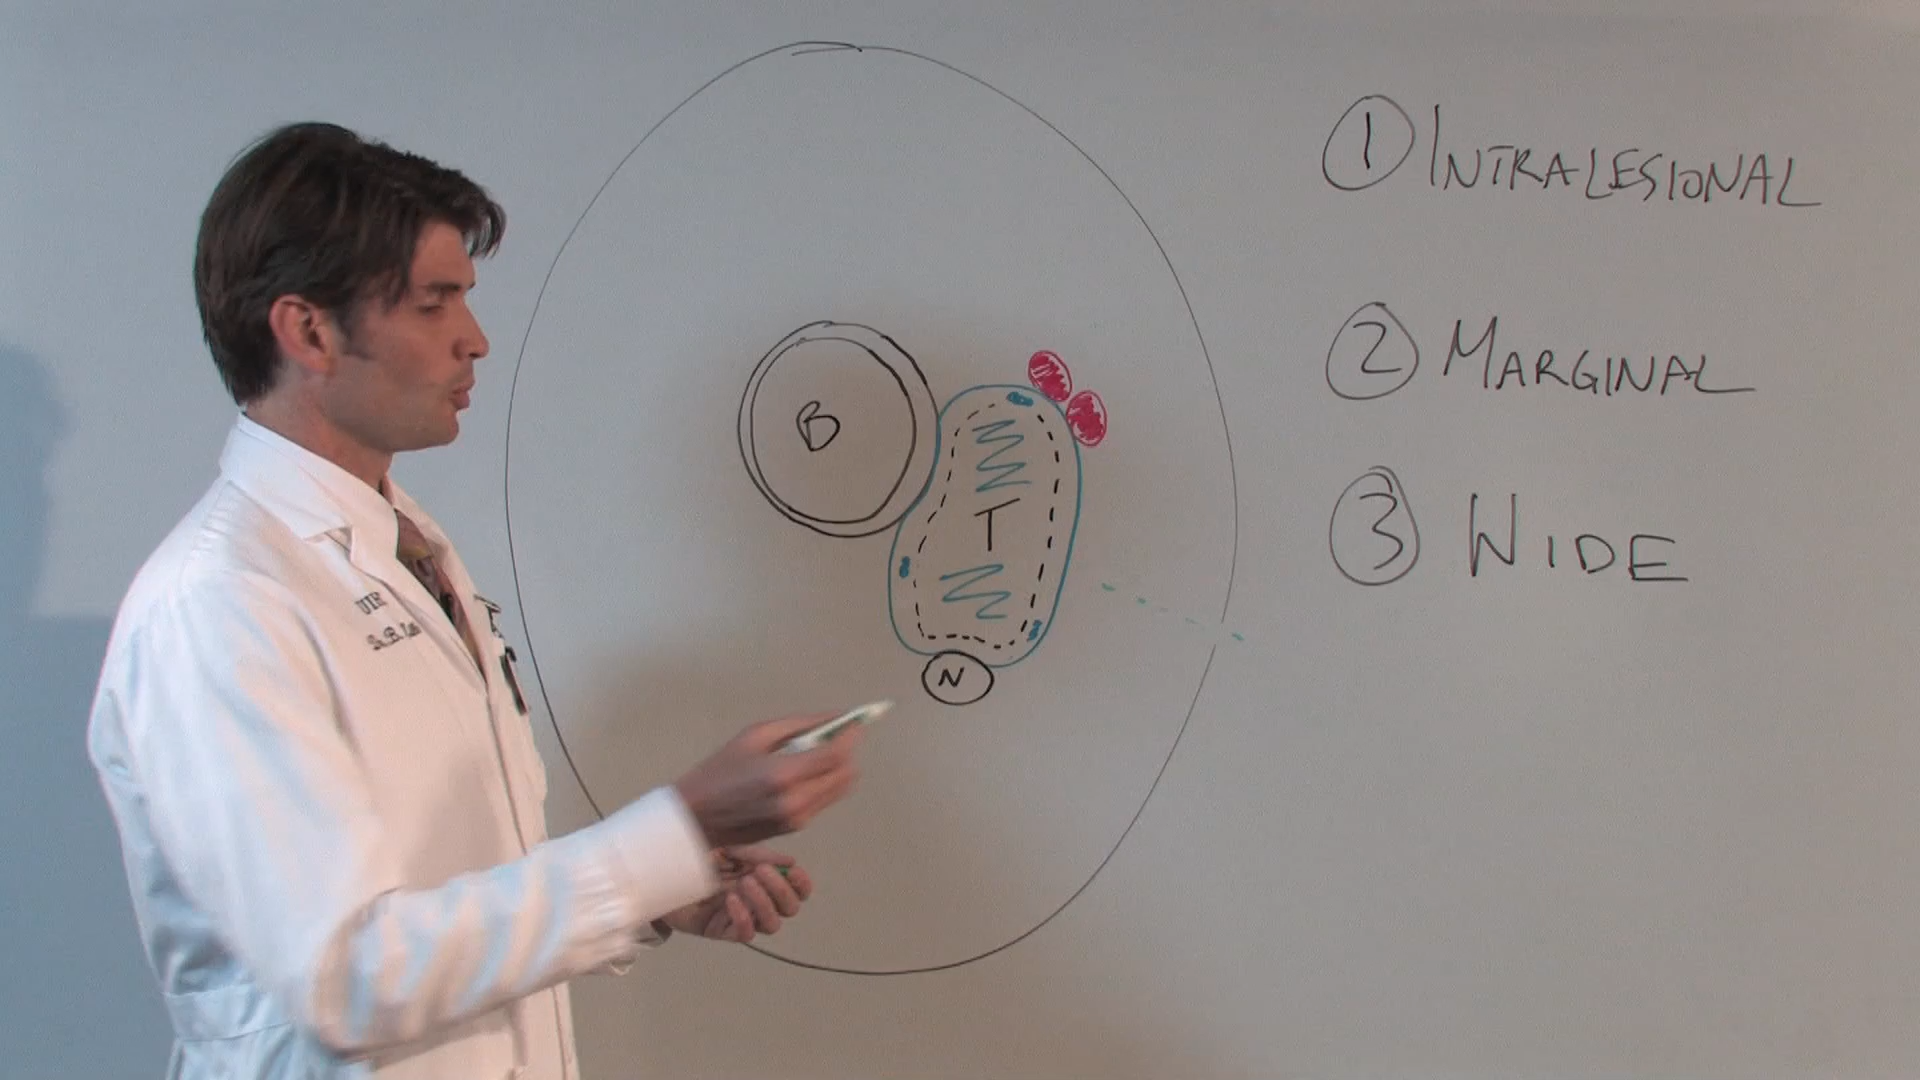 ① INTRALESIONAL
② MARGINAL
③ WIDE
B
T
N